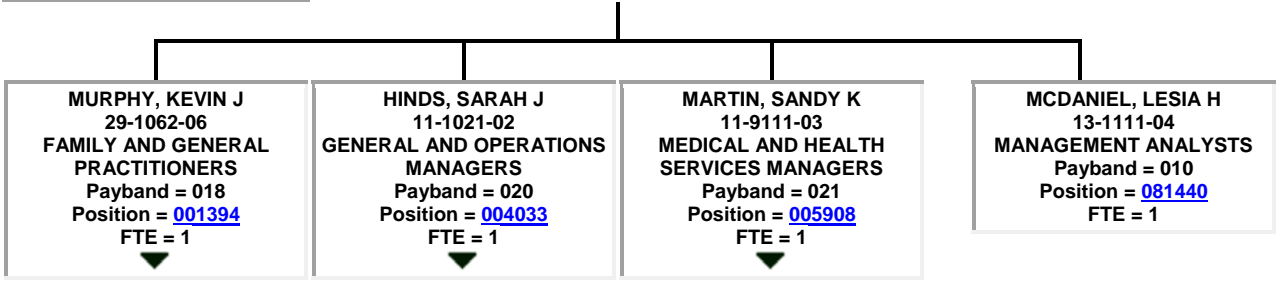 MURPHY, KEVIN J
29-1062-06
FAMILY AND GENERAL
PRACTITIONERS
Payband = 018
Position = 001394
FTE = 1
HINDS, SARAH J
11-1021-02
GENERAL AND OPERATIONS
MANAGERS
Payband = 020
Position = 004033
FTE = 1
MARTIN, SANDY K
11-9111-03
MEDICAL AND HEALTH
SERVICES MANAGERS
Payband = 021
Position = 005908
FTE = 1
MCDANIEL, LESIA H
13-1111-04
MANAGEMENT ANALYSTS
Payband = 010
Position = 081440
FTE = 1